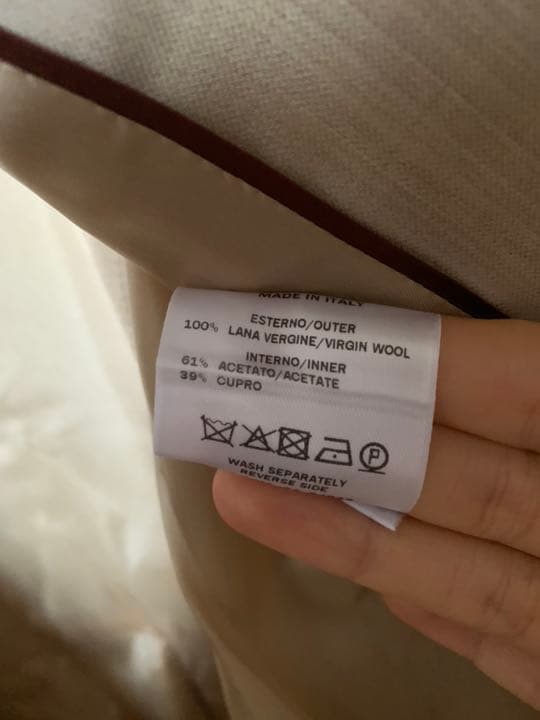 MADE IN ITALY
ESTERNO/OUTER
100% LANA VERGINE/VIRGIN WOOL
INTERNO/INNER
61% ACETATO/ACETATE
39% CUPRO
P
WASH SEPARATELY
REVERSE SIDE